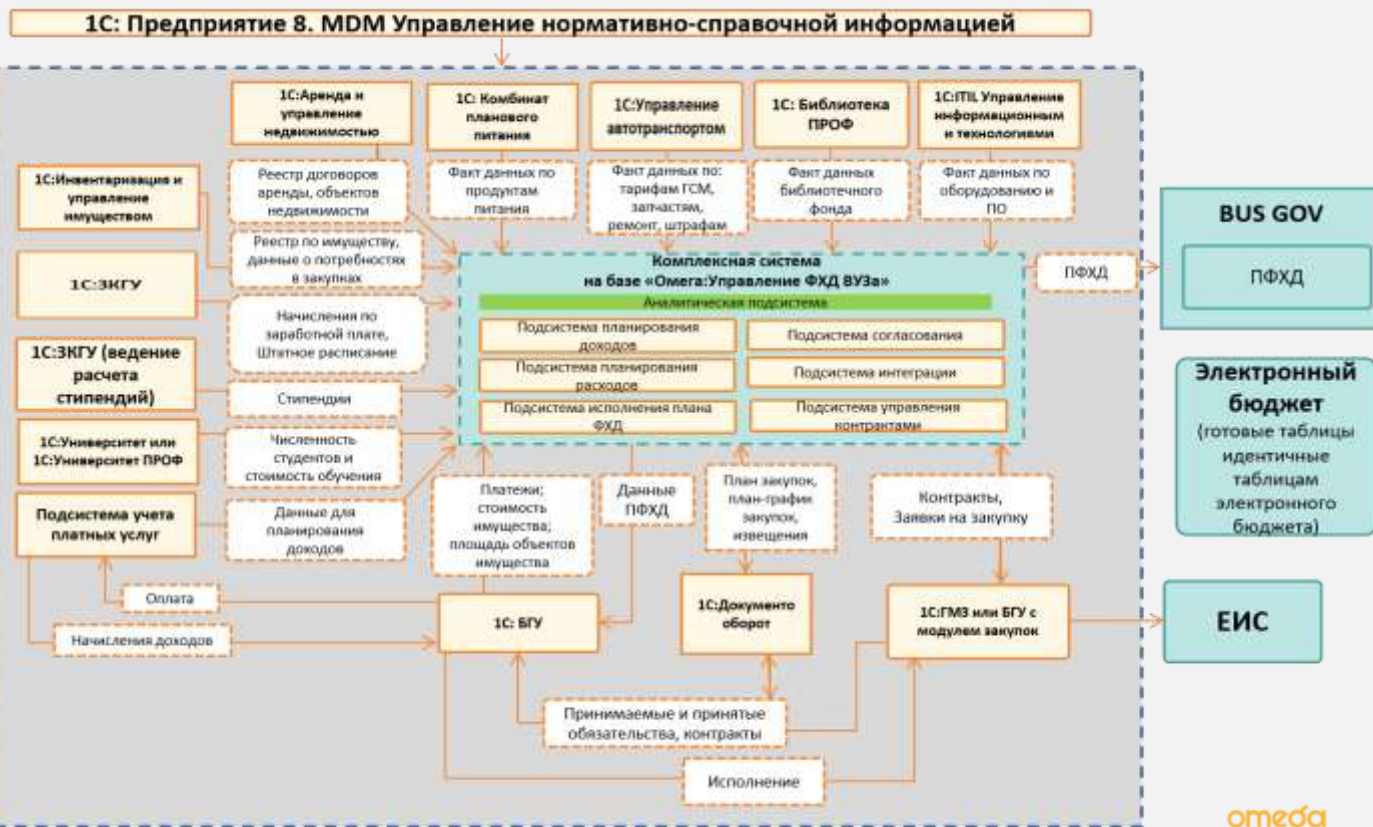 1С: Предприятие 8. MDM Управление нормативно-справочной информацией
1С:Аренда и
управление
недвижимостью
1С: Комбинат
планового
питания
1С:Управление
автотранспортом
1С: Библиотека
ПРОФ
1С:ITIL Управление
информационным
и технологиями
1С:Инвентаризация и
управление
имуществом
Реестр договоров
аренды, объектов
недвижимости
Факт данных по
продуктам
питания
Факт данных по:
тарифам ГСМ,
запчастям,
ремонт, штрафам
Факт данных
библиотечного
фонда
Факт данных по
оборудованию и
ПО
BUS GOV
ПФХД
ПФХД
Реестр по имуществу,
данные о потребностях
в закупках
1С:ЗКГУ
Комплексная система
на базе «Омега:Управление ФХД ВУЗа»
Аналитическая подсистема
Подсистема планирования
доходов
Подсистема согласования
Подсистема планирования
расходов
Подсистема интеграции
Подсистема исполнения плана
ФХД
Подсистема управления
контрактами
Начисления по
заработной плате,
Штатное расписание
1С:ЗКГУ (ведение
расчета
стипендий)
Стипендии
Электронный
бюджет
(готовые таблицы
идентичные
таблицам
электронного
бюджета)
1С:Университет или
1С:Университет ПРОФ
Численность
студентов и
стоимость обучения
Подсистема учета
платных услуг
Данные для
планирования
доходов
Платежи;
стоимость
имущества;
площадь объектов
имущества
Данные
ПФХД
План закупок,
план-график
закупок,
извещения
Контракты,
Заявки на закупку
Оплата
Начисления доходов
1С: БГУ
1С:Документо
оборот
1С:ГМЗ или БГУ с
модулем закупок
ЕИС
Принимаемые и принятые
обязательства, контракты
Исполнение
omega